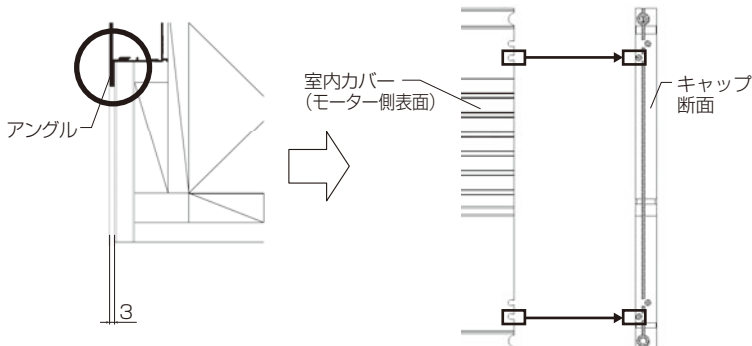 アングル
3
室内カバー
（モーター側表面）
キャップ
断面